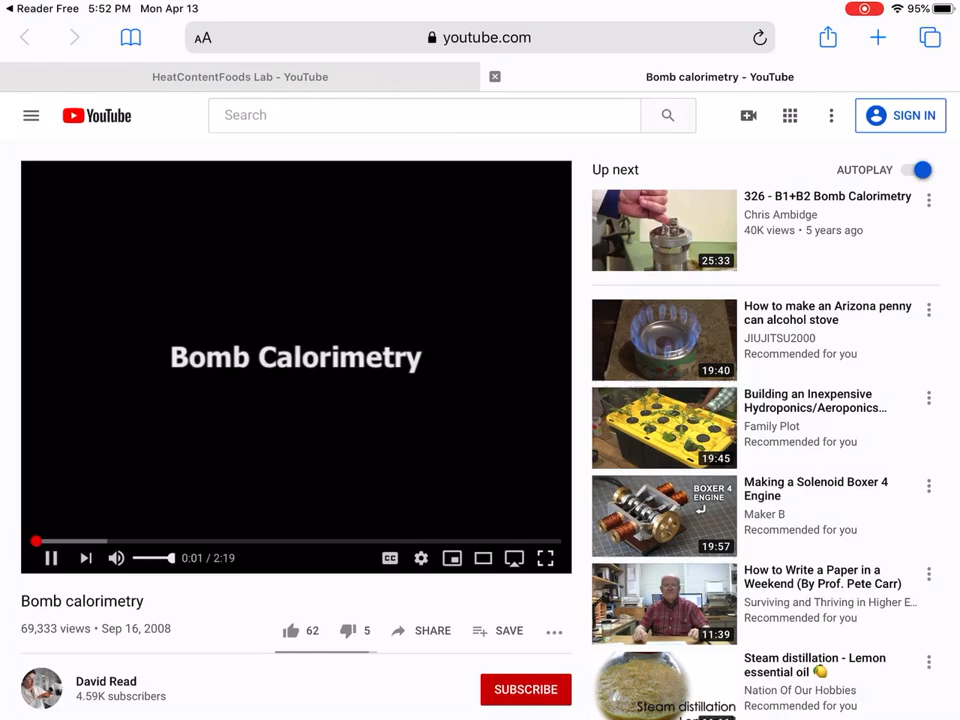 Reader Free 5:52 PM Mon Apr 13 95%
AA youtube.com
HeatContentFoods Lab - YouTube
Bomb calorimetry - YouTube
YouTube
Search
SIGN IN
Bomb Calorimetry
0:01 / 2:19
CC
Bomb calorimetry
69,333 views • Sep 16, 2008
62
5
SHARE
SAVE
David Read
4.59K subscribers
SUBSCRIBE
Up next
AUTOPLAY
25:33
326 - B1+B2 Bomb Calorimetry
Chris Ambidge
40K views • 5 years ago
19:40
How to make an Arizona penny
can alcohol stove
JIUJITSU2000
Recommended for you
19:45
Building an Inexpensive
Hydroponics/Aeroponics…
Family Plot
Recommended for you
BOXER 4
ENGINE
19:57
Making a Solenoid Boxer 4
Engine
Maker B
Recommended for you
11:39
How to Write a Paper in a
Weekend (By Prof. Pete Carr)
Surviving and Thriving in Higher E…
Recommended for you
Steam distillation
Steam distillation - Lemon
essential oil 🍋
Nation Of Our Hobbies
Recommended for you